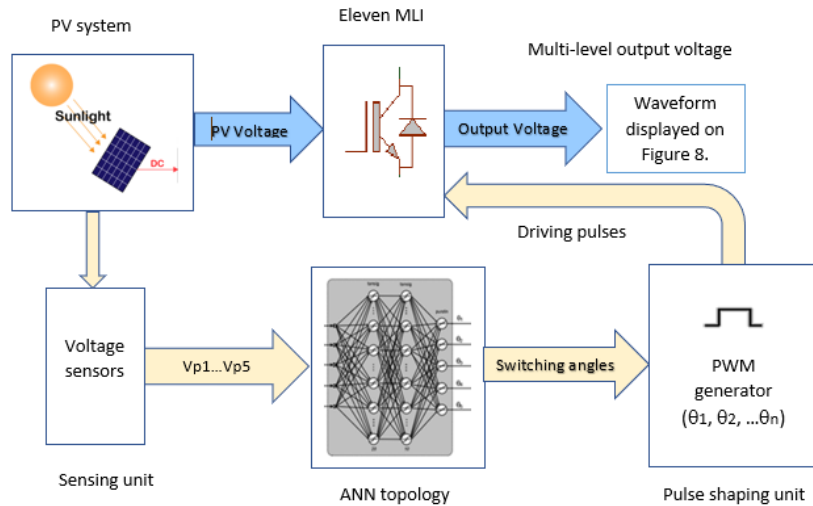 PV system
Eleven MLI
Multi-level output voltage
Sunlight
DC
PV Voltage
Output Voltage
Waveform
displayed on
Figure 8.
Driving pulses
Voltage
sensors
Vp1...Vp5
Switching angles
PWM
generator
(θ1, θ2, ...θn)
Sensing unit
ANN topology
Pulse shaping unit